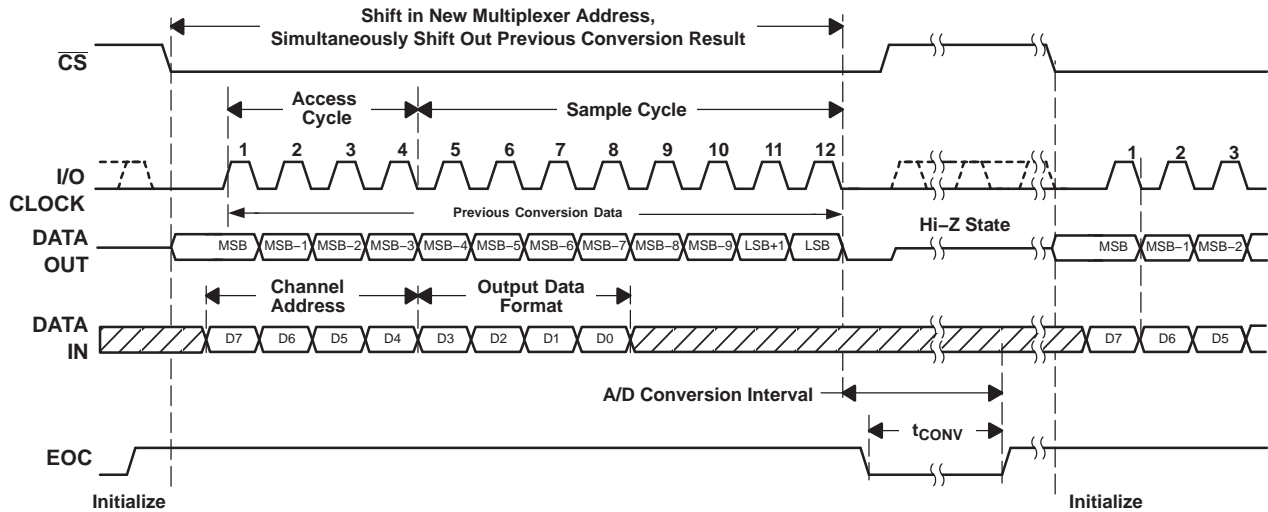 Shift in New Multiplexer Address,
Simultaneously Shift Out Previous Conversion Result
CS
Access
Cycle
Sample Cycle
1 2 3 4 5 6 7 8 9 10 11 12 1 2 3
I/O
CLOCK
Previous Conversion Data
Hi–Z State
DATA
OUT
MSB MSB–1 MSB–2 MSB–3 MSB–4 MSB–5 MSB–6 MSB–7 MSB–8 MSB–9 LSB+1 LSB MSB MSB–1 MSB–2
Channel
Address
Output Data
Format
DATA
IN
D7 D6 D5 D4 D3 D2 D1 D0 D7 D6 D5
A/D Conversion Interval
tCONV
EOC
Initialize Initialize